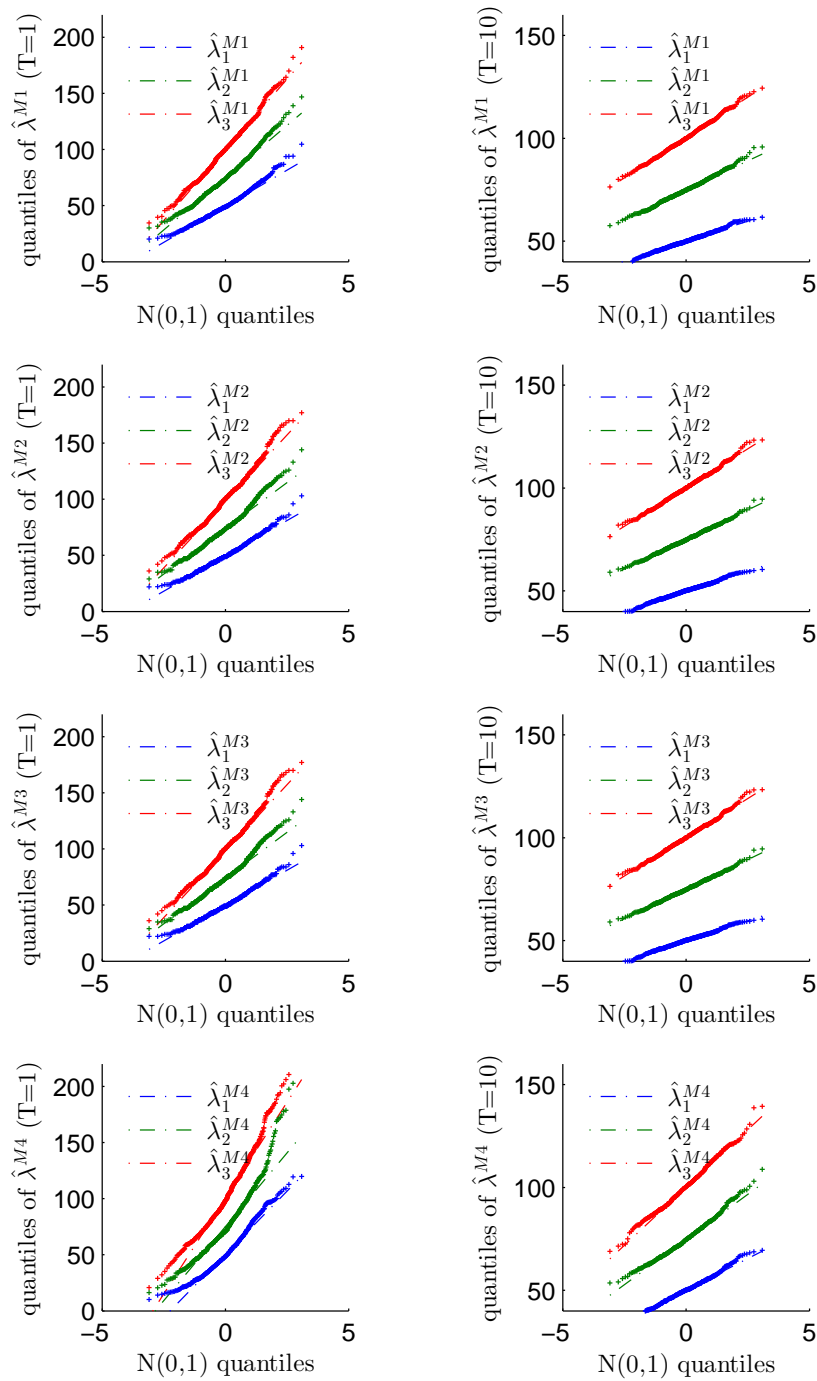 quantiles of λ̂^{M1} (T=1)
200
150
100
50
0
−5
0
5
N(0,1) quantiles
λ̂_1^{M1}
λ̂_2^{M1}
λ̂_3^{M1}
quantiles of λ̂^{M1} (T=10)
150
100
50
−5
0
5
N(0,1) quantiles
λ̂_1^{M1}
λ̂_2^{M1}
λ̂_3^{M1}
quantiles of λ̂^{M2} (T=1)
200
150
100
50
0
−5
0
5
N(0,1) quantiles
λ̂_1^{M2}
λ̂_2^{M2}
λ̂_3^{M2}
quantiles of λ̂^{M2} (T=10)
150
100
50
−5
0
5
N(0,1) quantiles
λ̂_1^{M2}
λ̂_2^{M2}
λ̂_3^{M2}
quantiles of λ̂^{M3} (T=1)
200
150
100
50
0
−5
0
5
N(0,1) quantiles
λ̂_1^{M3}
λ̂_2^{M3}
λ̂_3^{M3}
quantiles of λ̂^{M3} (T=10)
150
100
50
−5
0
5
N(0,1) quantiles
λ̂_1^{M3}
λ̂_2^{M3}
λ̂_3^{M3}
quantiles of λ̂^{M4} (T=1)
200
150
100
50
0
−5
0
5
N(0,1) quantiles
λ̂_1^{M4}
λ̂_2^{M4}
λ̂_3^{M4}
quantiles of λ̂^{M4} (T=10)
150
100
50
−5
0
5
N(0,1) quantiles
λ̂_1^{M4}
λ̂_2^{M4}
λ̂_3^{M4}